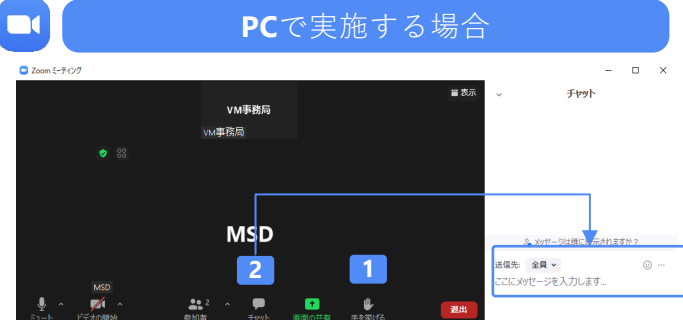 PCで実施する場合
Zoom ミーティング
表示
チャット
VM事務局
VM事務局
MSD
メッセージは誰に表示されますか？
2
1
送信先: 全員
ここにメッセージを入力します...
MSD
2
ミュート
ビデオの開始
参加者
チャット
画面の共有
手を挙げる
退出